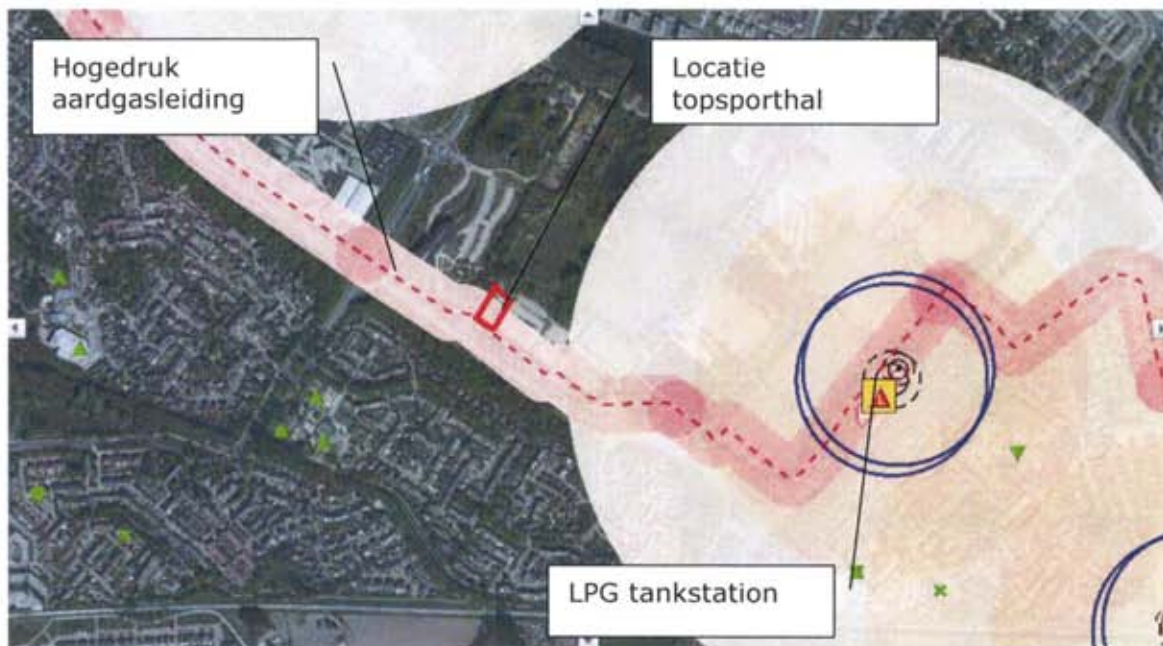 Hogedruk
aardgasleiding
Locatie
topsporthal
LPG tankstation